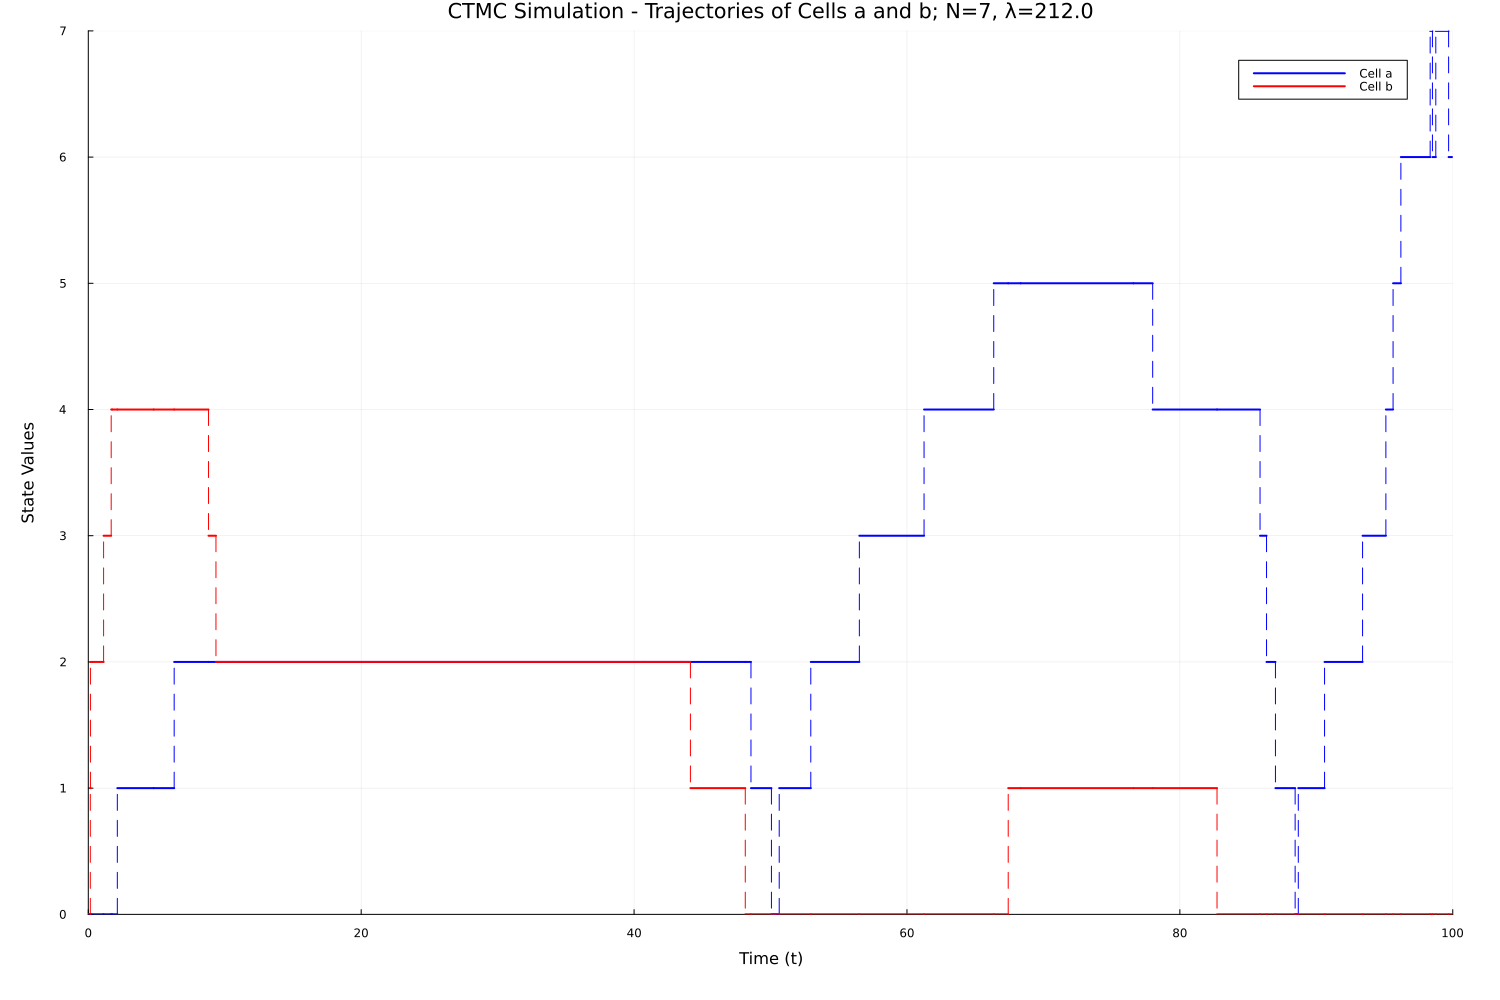 CTMC Simulation - Trajectories of Cells a and b; N=7, λ=212.0
Cell a
Cell b
State Values
7
6
5
4
3
2
1
0
0 20 40 60 80 100
Time (t)